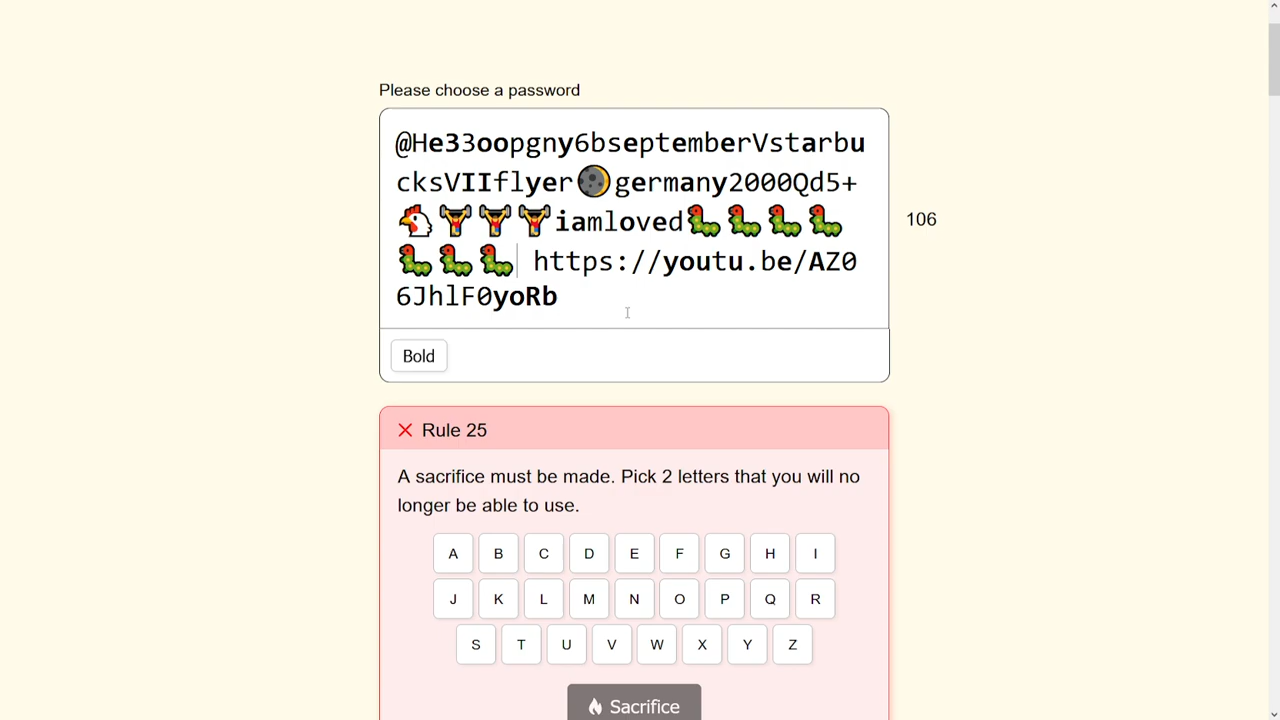 Please choose a password
@He33oopgny6bseptemberVstarbu
cksVIIflyer🌘germany2000Qd5+
🐔🏋️🏋️🏋️iamloved🐛🐛🐛🐛
🐛🐛🐛 https://youtu.be/AZ0
6JhlF0yoRb
106
Bold
Rule 25
A sacrifice must be made. Pick 2 letters that you will no
longer be able to use.
A B C D E F G H I
J K L M N O P Q R
S T U V W X Y Z
Sacrifice